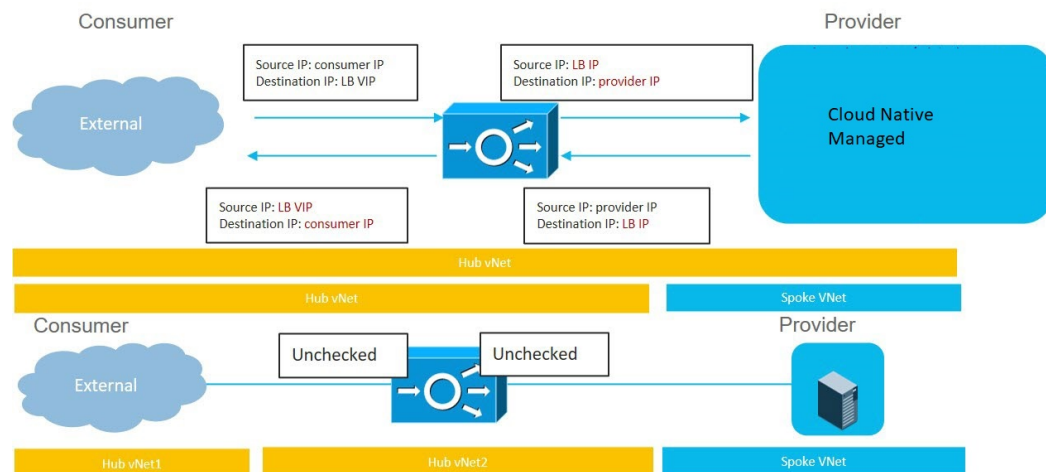 Consumer
Provider
Source IP: consumer IP
Destination IP: LB VIP
Source IP: LB IP
Destination IP: provider IP
External
Cloud Native
Managed
Source IP: LB VIP
Destination IP: consumer IP
Source IP: provider IP
Destination IP: LB IP
Hub vNet
Hub vNet
Spoke VNet
Consumer
Provider
Unchecked
Unchecked
External
Hub vNet1
Hub vNet2
Spoke VNet